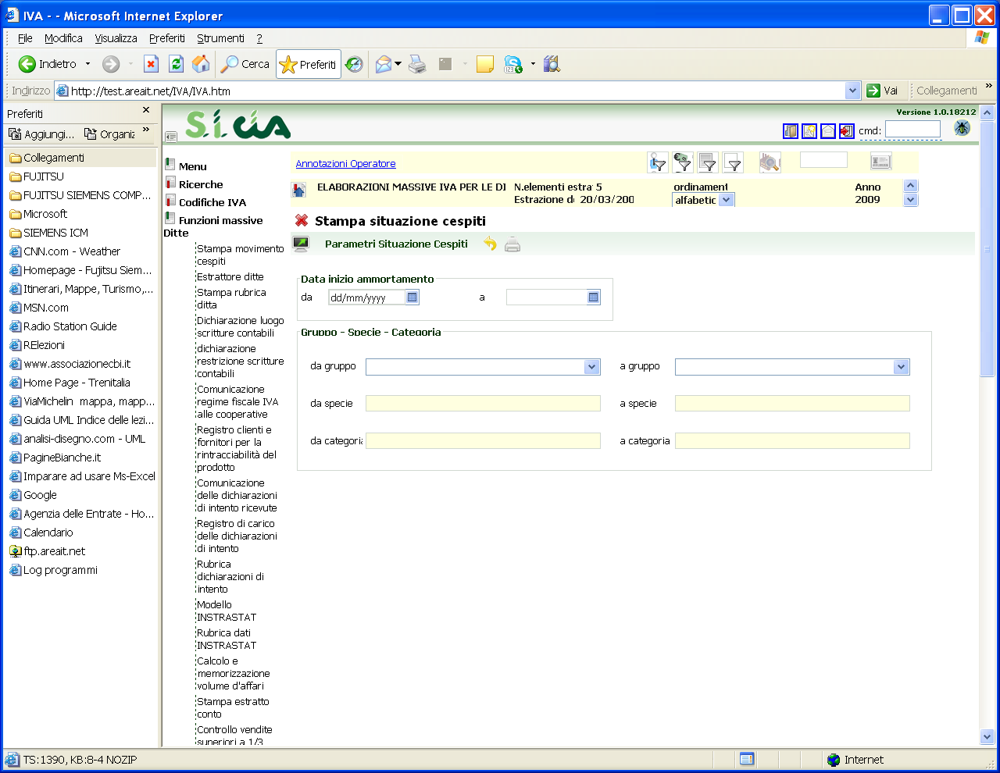 IVA - - Microsoft Internet Explorer
File Modifica Visualizza Preferiti Strumenti ?
Indietro Cerca Preferiti
Indirizzo http://test.areait.net/IVA/IVA.htm Vai Collegamenti
Preferiti
Aggiungi... Organiz
Collegamenti
FUJITSU
FUJITSU SIEMENS COMP...
Microsoft
SIEMENS ICM
CNN.com - Weather
Homepage - Fujitsu Siem...
Itinerari, Mappe, Turismo,...
MSN.com
Radio Station Guide
RElezioni
www.associazionecbi.it
Home Page - Trenitalia
ViaMichelin mappa, mapp...
Guida UML Indice delle lezi...
analisi-disegno.com - UML
PagineBianche.it
Imparare ad usare Ms-Excel
Google
Agenzia delle Entrate - Ho...
Calendario
ftp.areait.net
Log programmi
S.i. CIA
Versione 1.0.18212
cmd:
Menu
Ricerche
Codifiche IVA
Funzioni massive
Ditte
Stampa movimento
cespiti
Estrattore ditte
Stampa rubrica
ditta
Dichiarazione luogo
scritture contabili
dichiarazione
restrizione scritture
contabili
Comunicazione
regime fiscale IVA
alle cooperative
Registro clienti e
fornitori per la
rintracciabilità del
prodotto
Comunicazione
delle dichiarazioni
di intento ricevute
Registro di carico
delle dichiarazioni
di intento
Rubrica
dichiarazioni di
intento
Modello
INSTRASTAT
Rubrica dati
INSTRASTAT
Calcolo e
memorizzazione
volume d'affari
Stampa estratto
conto
Controllo vendite
superiori a 1/3
Annotazioni Operatore
ELABORAZIONI MASSIVE IVA PER LE DI N.elementi estra 5 ordinament Anno
Estrazione d 20/03/200 alfabetic 2009
Stampa situazione cespiti
Parametri Situazione Cespiti
Data inizio ammortamento
da dd/mm/yyyy a
Gruppo - Specie - Categoria
da gruppo a gruppo
da specie a specie
da categoria a categoria
TS:1390, KB:8-4 NOZIP Internet